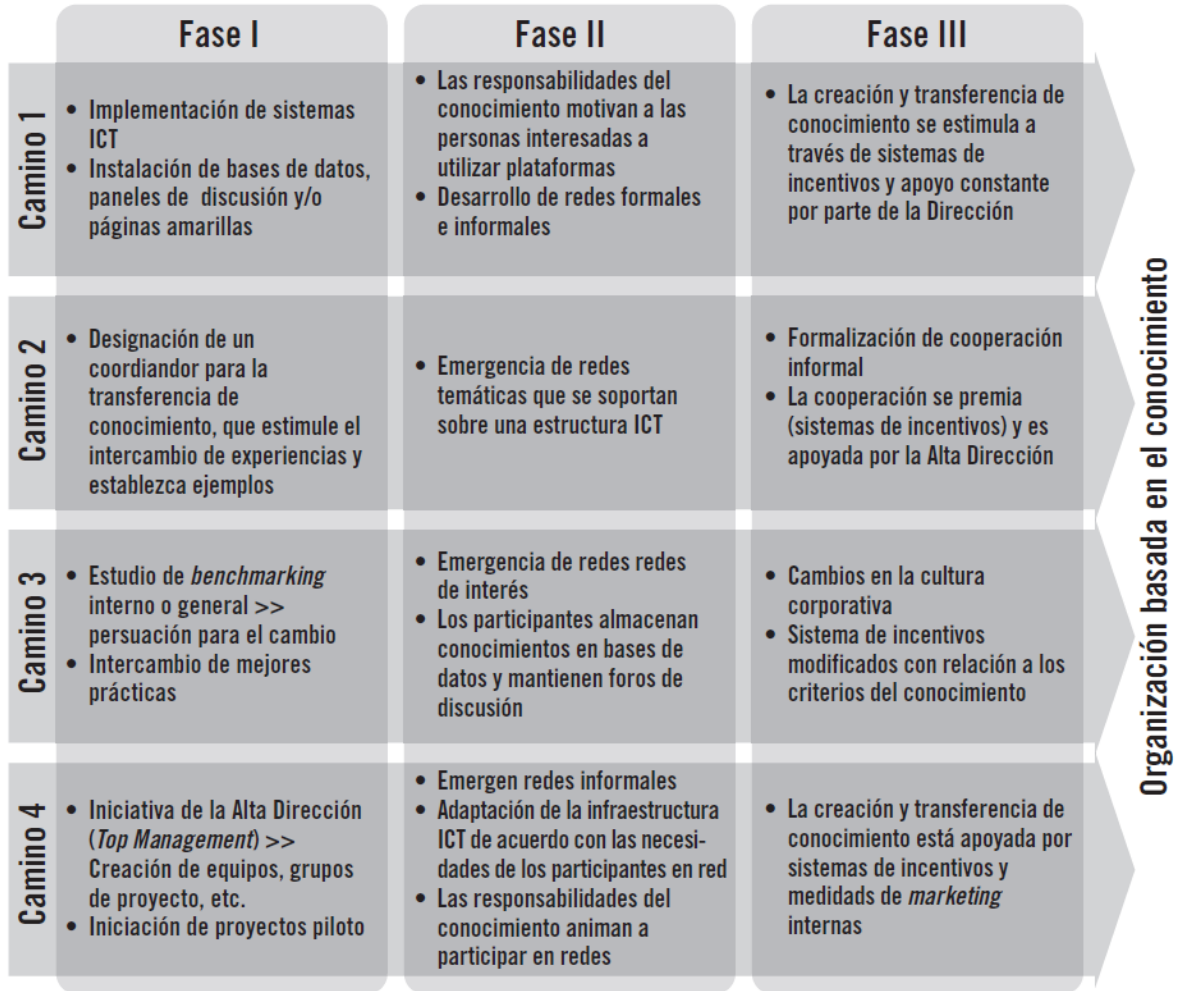 Fase I
Fase II
Fase III
Camino 1
• Implementación de sistemas
ICT
• Instalación de bases de datos,
paneles de discusión y/o
páginas amarillas
• Las responsabilidades del
conocimiento motivan a las
personas interesadas a
utilizar plataformas
• Desarrollo de redes formales
e informales
• La creación y transferencia de
conocimiento se estimula a
través de sistemas de
incentivos y apoyo constante
por parte de la Dirección
Camino 2
• Designación de un
coordiandor para la
transferencia de
conocimiento, que estimule el
intercambio de experiencias y
establezca ejemplos
• Emergencia de redes
temáticas que se soportan
sobre una estructura ICT
• Formalización de cooperación
informal
• La cooperación se premia
(sistemas de incentivos) y es
apoyada por la Alta Dirección
Camino 3
• Estudio de benchmarking
interno o general >>
persuación para el cambio
• Intercambio de mejores
prácticas
• Emergencia de redes redes
de interés
• Los participantes almacenan
conocimientos en bases de
datos y mantienen foros de
discusión
• Cambios en la cultura
corporativa
• Sistema de incentivos
modificados con relación a los
criterios del conocimiento
Camino 4
• Iniciativa de la Alta Dirección
(Top Management) >>
Creación de equipos, grupos
de proyecto, etc.
• Iniciación de proyectos piloto
• Emergen redes informales
• Adaptación de la infraestructura
ICT de acuerdo con las necesi-
dades de los participantes en red
• Las responsabilidades del
conocimiento animan a
participar en redes
• La creación y transferencia de
conocimiento está apoyada por
sistemas de incentivos y
medidads de marketing
internas
Organización basada en el conocimiento